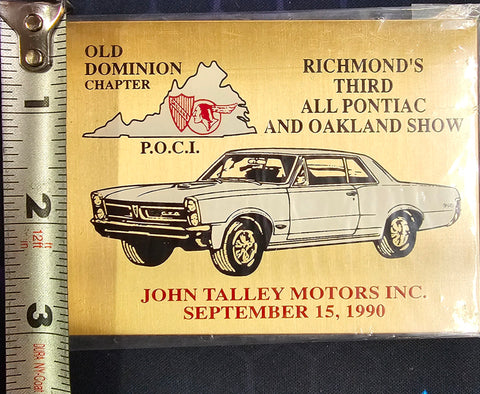 OLD
DOMINION
CHAPTER
P.O.C.I.
RICHMOND'S
THIRD
ALL PONTIAC
AND OAKLAND SHOW
JOHN TALLEY MOTORS INC.
SEPTEMBER 15, 1990
1
2
12ft
3